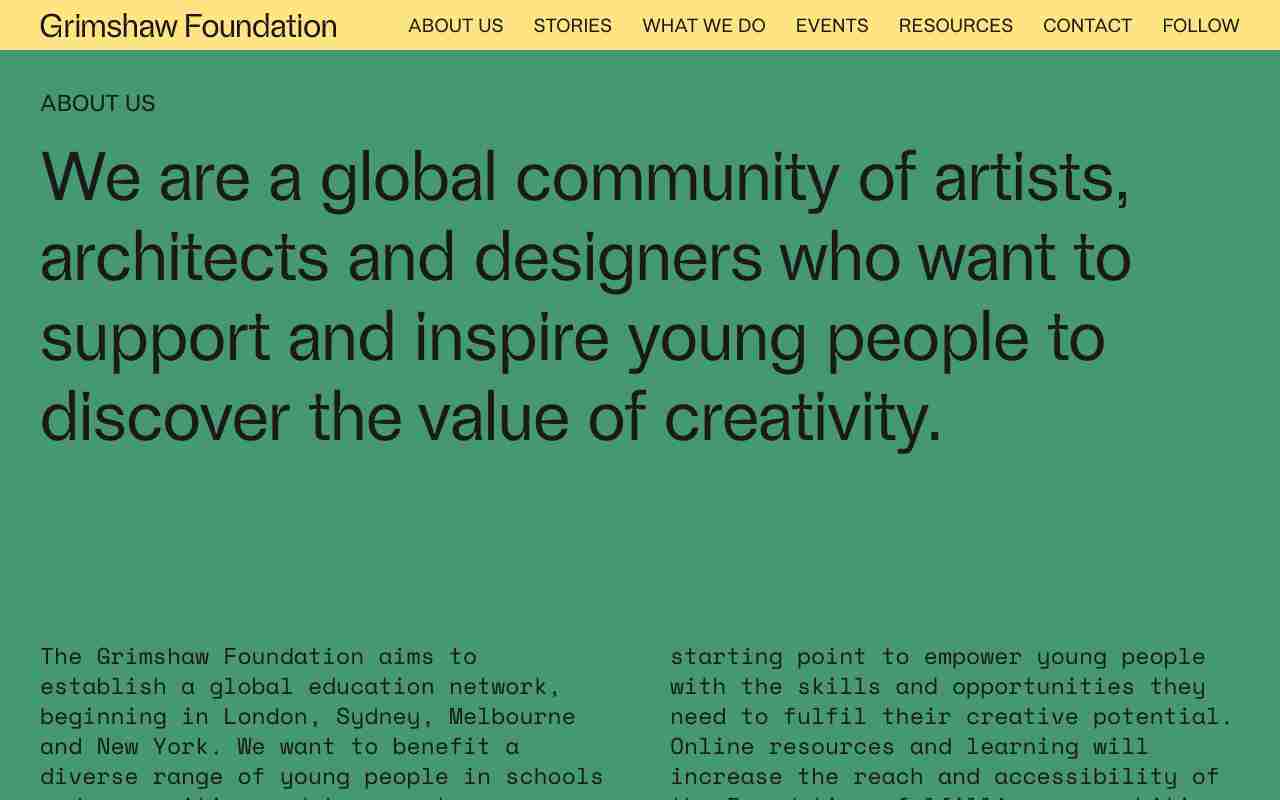 Grimshaw Foundation
ABOUT US
STORIES
WHAT WE DO
EVENTS
RESOURCES
CONTACT
FOLLOW
ABOUT US
We are a global community of artists,
architects and designers who want to
support and inspire young people to
discover the value of creativity.
The Grimshaw Foundation aims to
establish a global education network,
beginning in London, Sydney, Melbourne
and New York. We want to benefit a
diverse range of young people in schools
starting point to empower young people
with the skills and opportunities they
need to fulfil their creative potential.
Online resources and learning will
increase the reach and accessibility of